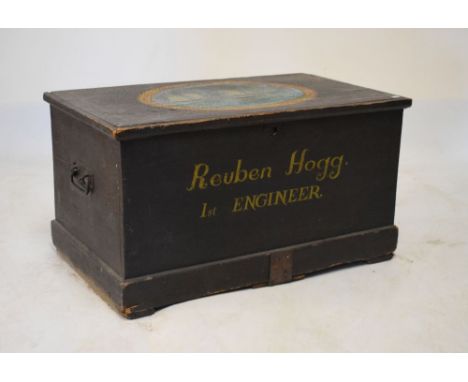 Reuben Hogg.
1st ENGINEER.